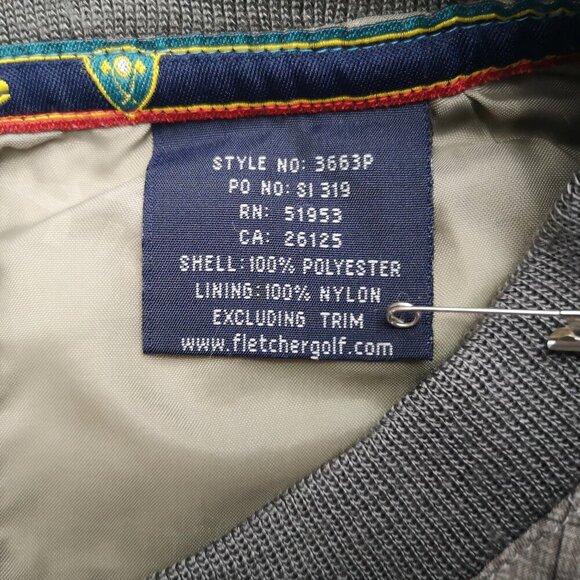 STYLE NO: 3663P
PO NO: SI 319
RN: 51953
CA: 26125
SHELL: 100% POLYESTER
LINING: 100% NYLON
EXCLUDING TRIM
www.fletchergolf.com